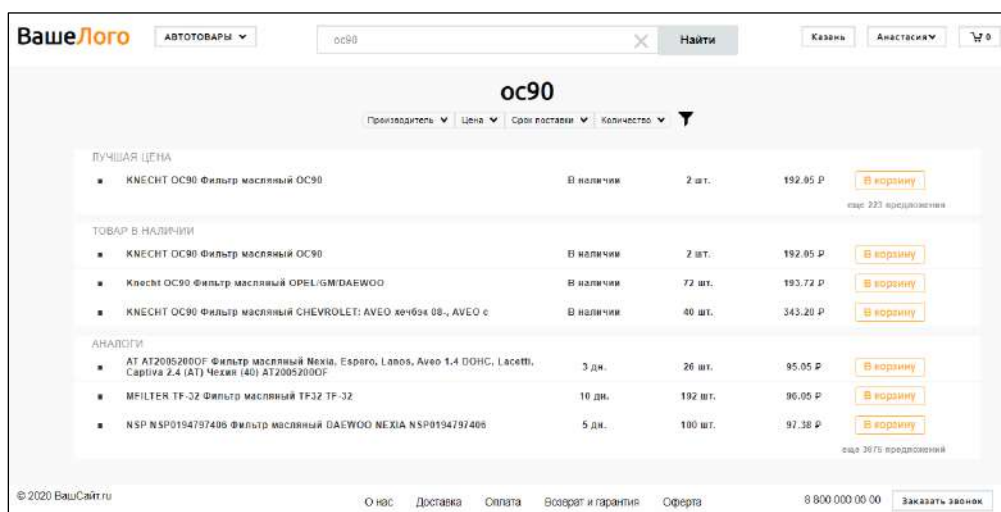 ВашеЛого АВТОТОВАРЫ oc90 Найти Казань Анастасия 0
oc90
Производитель Цена Срок поставки Количество
ЛУЧШАЯ ЦЕНА
KNECHT OC90 Фильтр масляный OC90 В наличии 2 шт. 192.05 ₽ В корзину
еще 223 предложения
ТОВАР В НАЛИЧИИ
KNECHT OC90 Фильтр масляный OC90 В наличии 2 шт. 192.05 ₽ В корзину
Knecht OC90 Фильтр масляный OPEL/GM/DAEWOO В наличии 72 шт. 193.72 ₽ В корзину
KNECHT OC90 Фильтр масляный CHEVROLET: AVEO хечбэк 08-, AVEO с В наличии 40 шт. 343.20 ₽ В корзину
АНАЛОГИ
AT AT2005200OF Фильтр масляный Nexia, Espero, Lanos, Aveo 1.4 DOHC, Lacetti,
Captiva 2.4 (AT) Чехия (40) AT2005200OF 3 дн. 26 шт. 95.05 ₽ В корзину
MFILTER TF-32 Фильтр масляный TF32 TF-32 10 дн. 192 шт. 96.05 ₽ В корзину
NSP NSP0194797406 Фильтр масляный DAEWOO NEXIA NSP0194797406 5 дн. 100 шт. 97.38 ₽ В корзину
еще 3675 предложений
© 2020 ВашСайт.ru О нас Доставка Оплата Возврат и гарантия Оферта 8 800 000 00 00 Заказать звонок